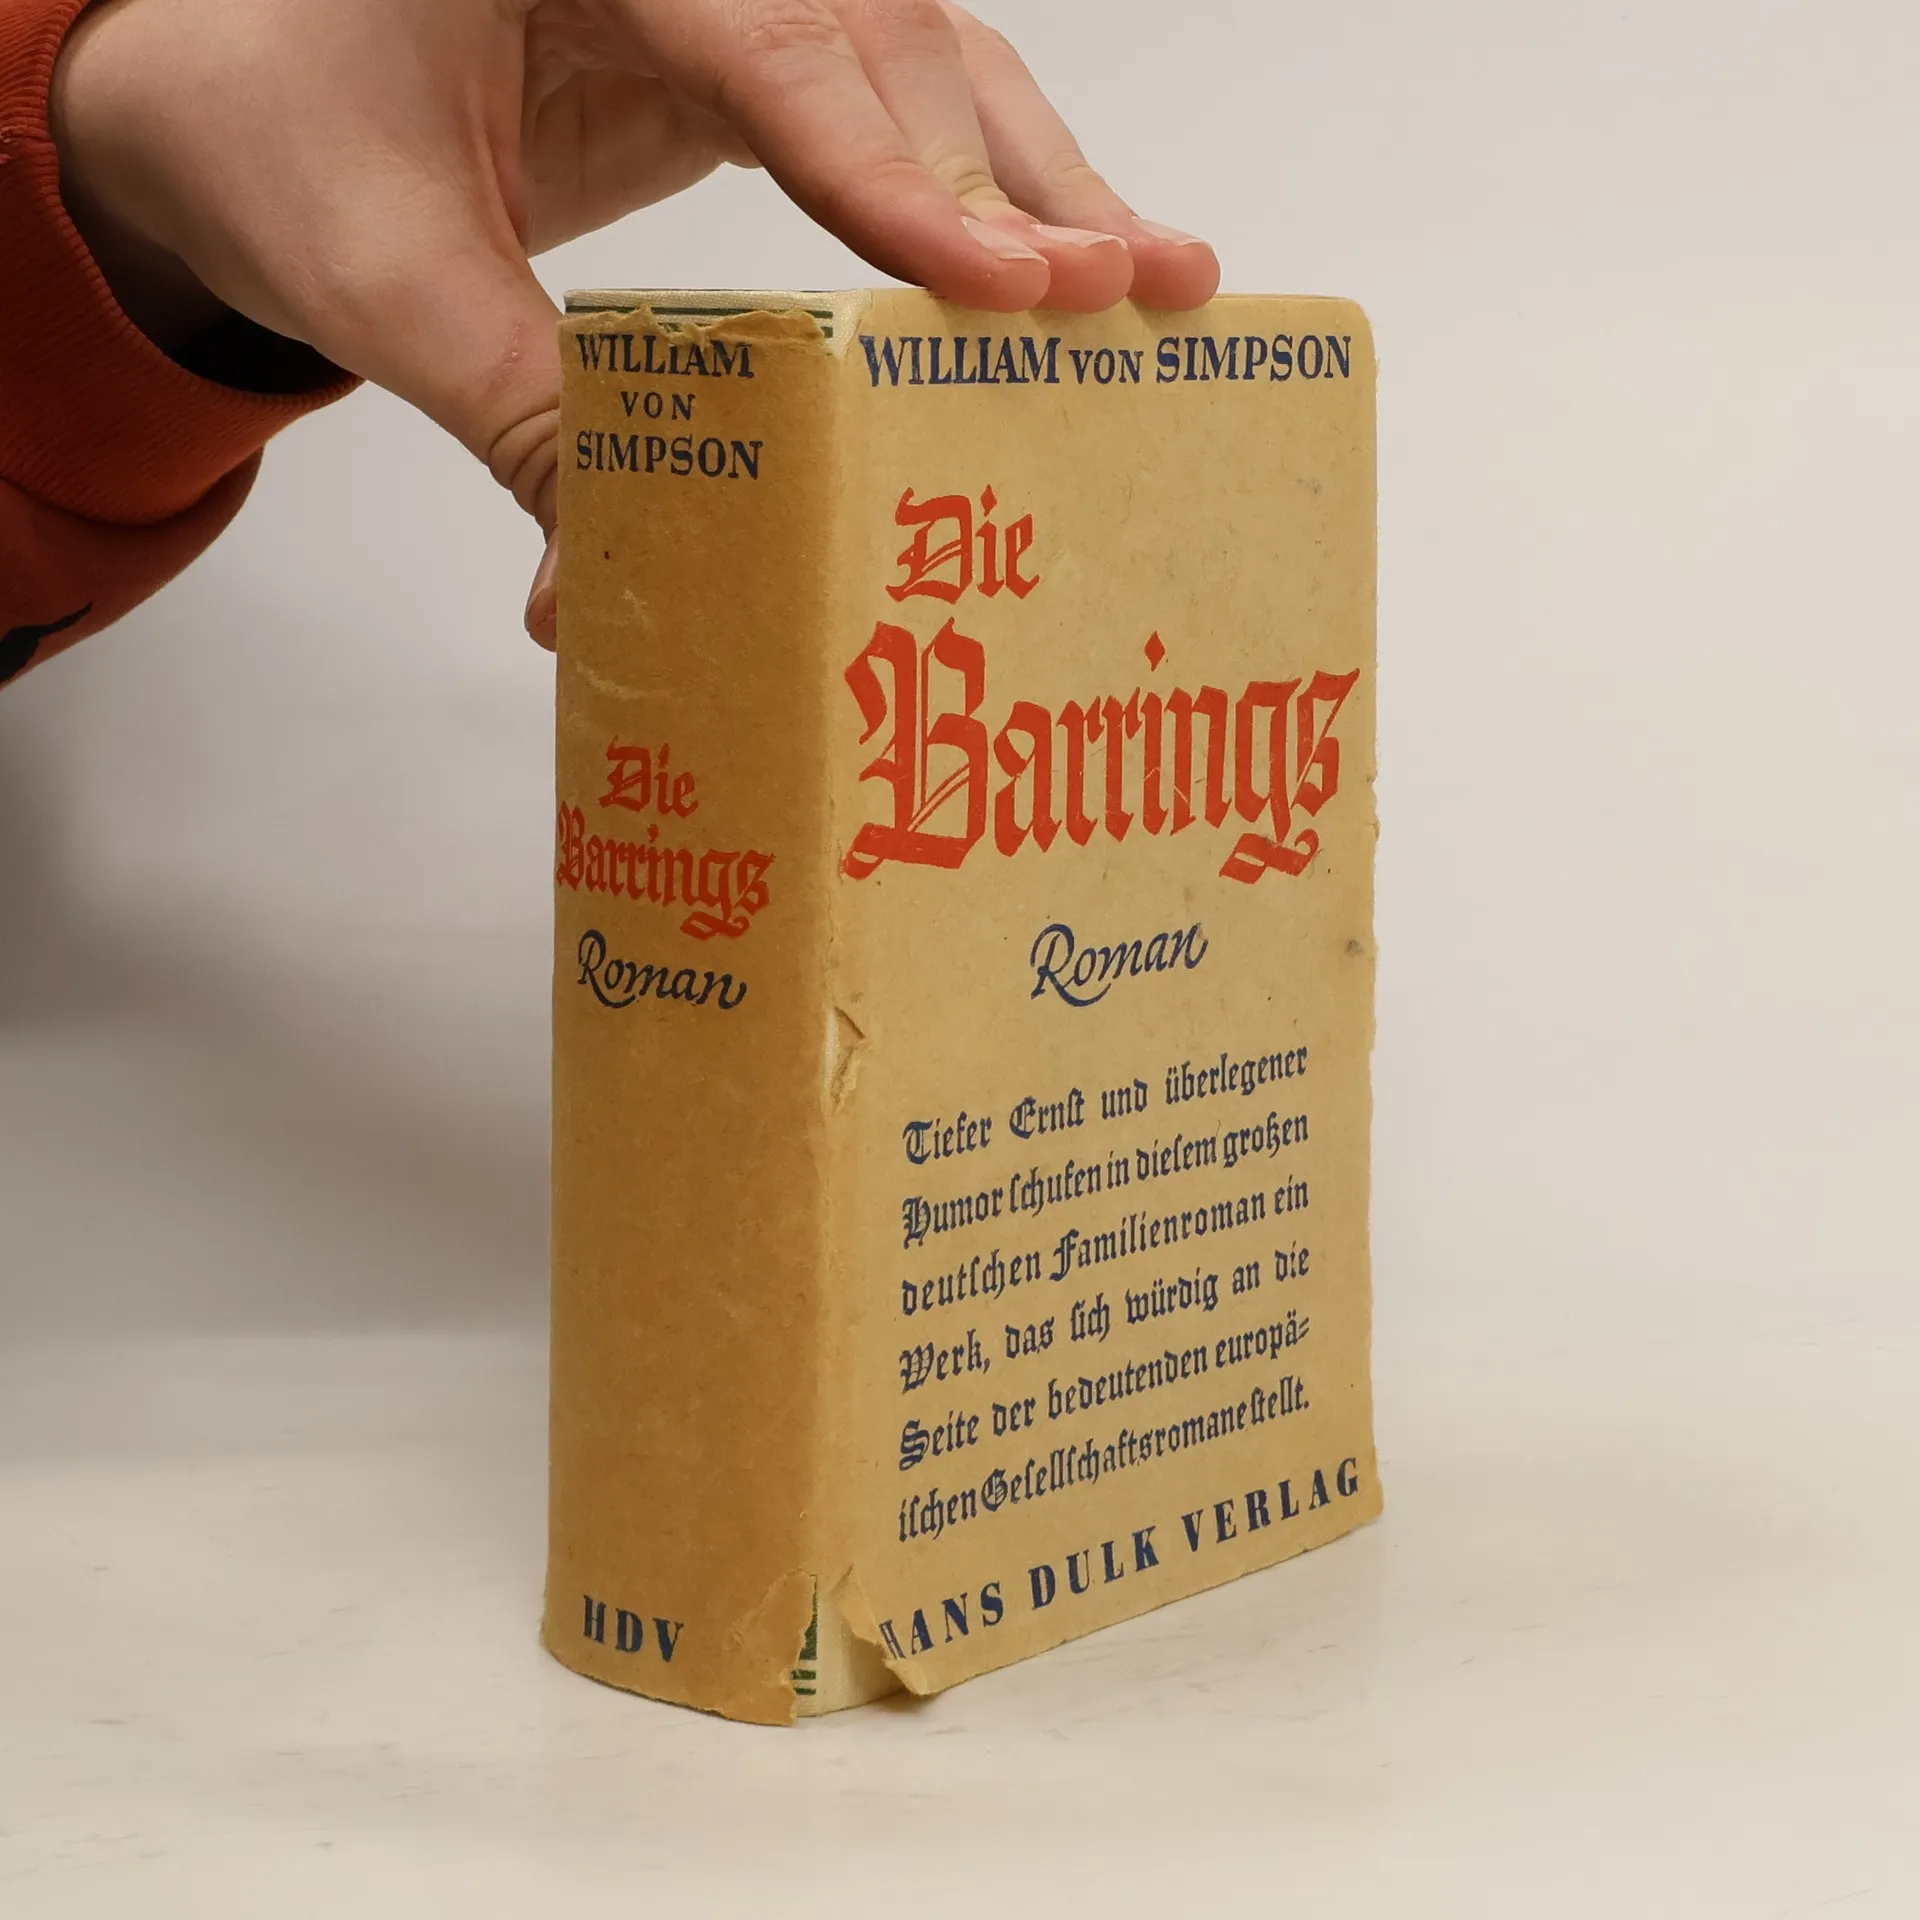 WILLIAM
VON
SIMPSON
Die
Barrings
Roman
HDV
WILLIAM VON SIMPSON
Die
Barrings
Roman
Tiefer Ernſt und überlegener
Humor ſchufen in dieſem großen
deutſchen Familienroman ein
Werk, das ſich würdig an die
Seite der bedeutenden europä⸗
iſchen Geſellſchaftsromane ſtellt.
HANS DULK VERLAG